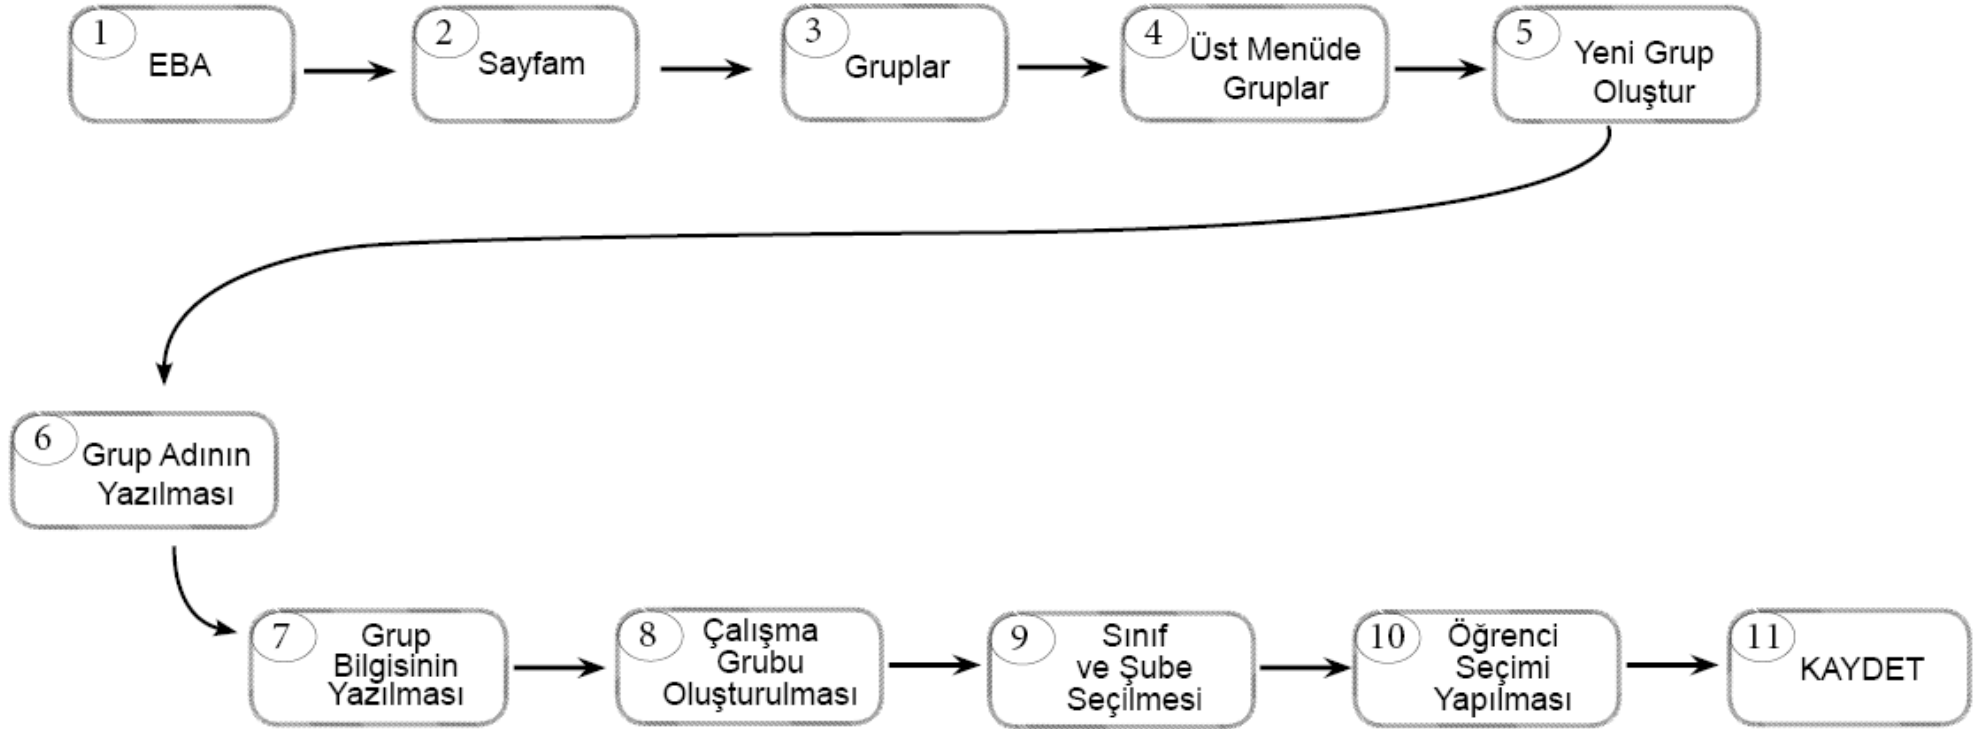 1
EBA
2
Sayfam
3
Gruplar
4
Üst Menüde
Gruplar
5
Yeni Grup
Oluştur
6
Grup Adının
Yazılması
7
Grup
Bilgisinin
Yazılması
8
Çalışma
Grubu
Oluşturulması
9
Sınıf
ve Şube
Seçilmesi
10
Öğrenci
Seçimi
Yapılması
11
KAYDET